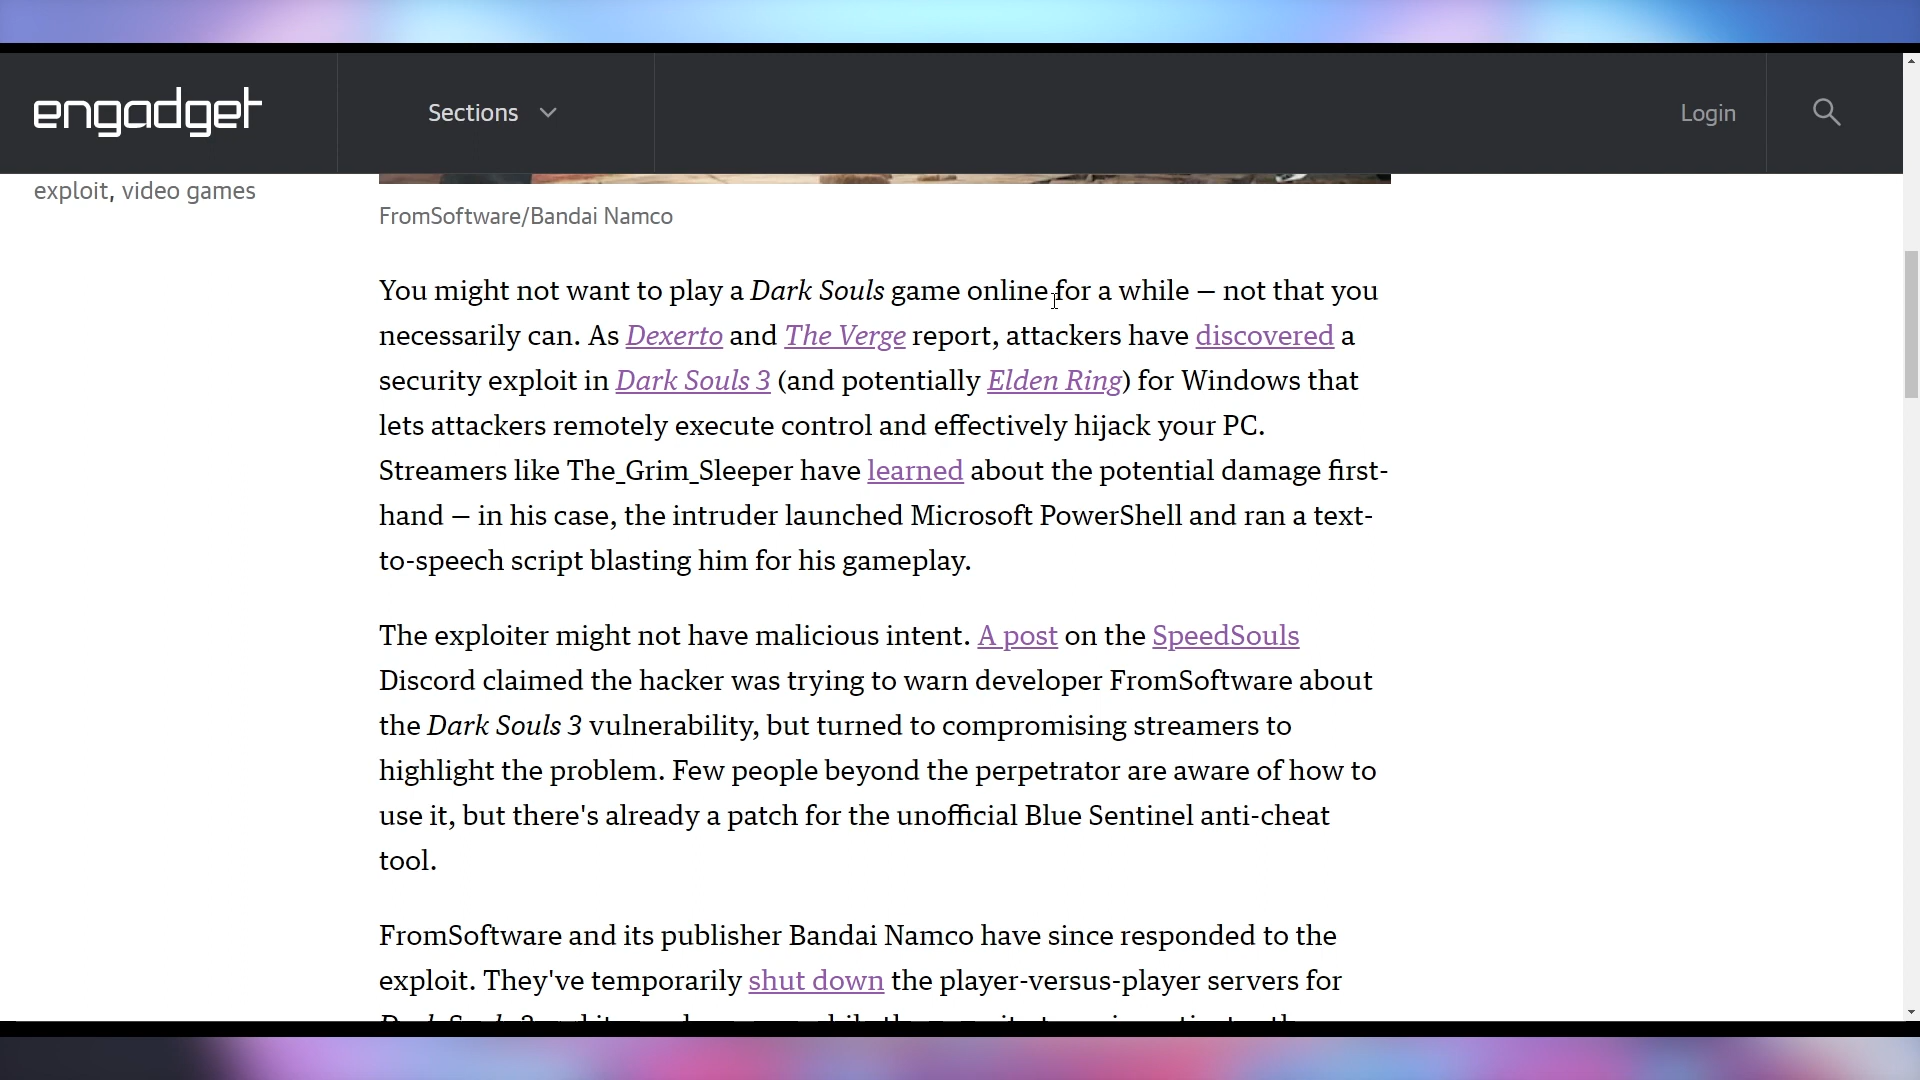 engadget
Sections
Login
exploit, video games
FromSoftware/Bandai Namco
You might not want to play a Dark Souls game online for a while — not that you
necessarily can. As Dexerto and The Verge report, attackers have discovered a
security exploit in Dark Souls 3 (and potentially Elden Ring) for Windows that
lets attackers remotely execute control and effectively hijack your PC.
Streamers like The_Grim_Sleeper have learned about the potential damage first-
hand — in his case, the intruder launched Microsoft PowerShell and ran a text-
to-speech script blasting him for his gameplay.
The exploiter might not have malicious intent. A post on the SpeedSouls
Discord claimed the hacker was trying to warn developer FromSoftware about
the Dark Souls 3 vulnerability, but turned to compromising streamers to
highlight the problem. Few people beyond the perpetrator are aware of how to
use it, but there's already a patch for the unofficial Blue Sentinel anti-cheat
tool.
FromSoftware and its publisher Bandai Namco have since responded to the
exploit. They've temporarily shut down the player-versus-player servers for